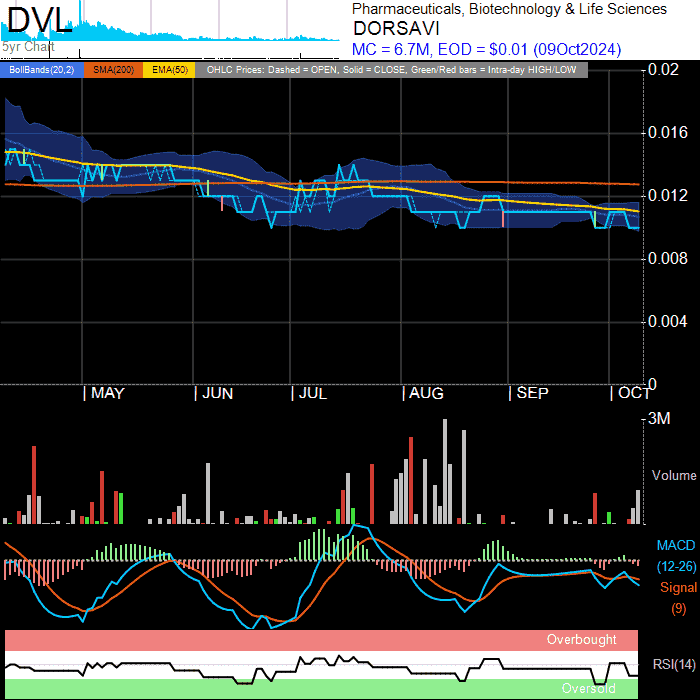 DVL
5yr Chart
Pharmaceuticals, Biotechnology & Life Sciences
DORSAVI
MC = 6.7M, EOD = $0.01 (09Oct2024)
BollBands(20,2) SMA(200) EMA(50) OHLC Prices: Dashed = OPEN, Solid = CLOSE, Green/Red bars = Intra-day HIGH/LOW
0.02
0.016
0.012
0.008
0.004
0
MAY JUN JUL AUG SEP OCT
3M
Volume
MACD
(12-26)
Signal
(9)
Overbought
RSI(14)
Oversold